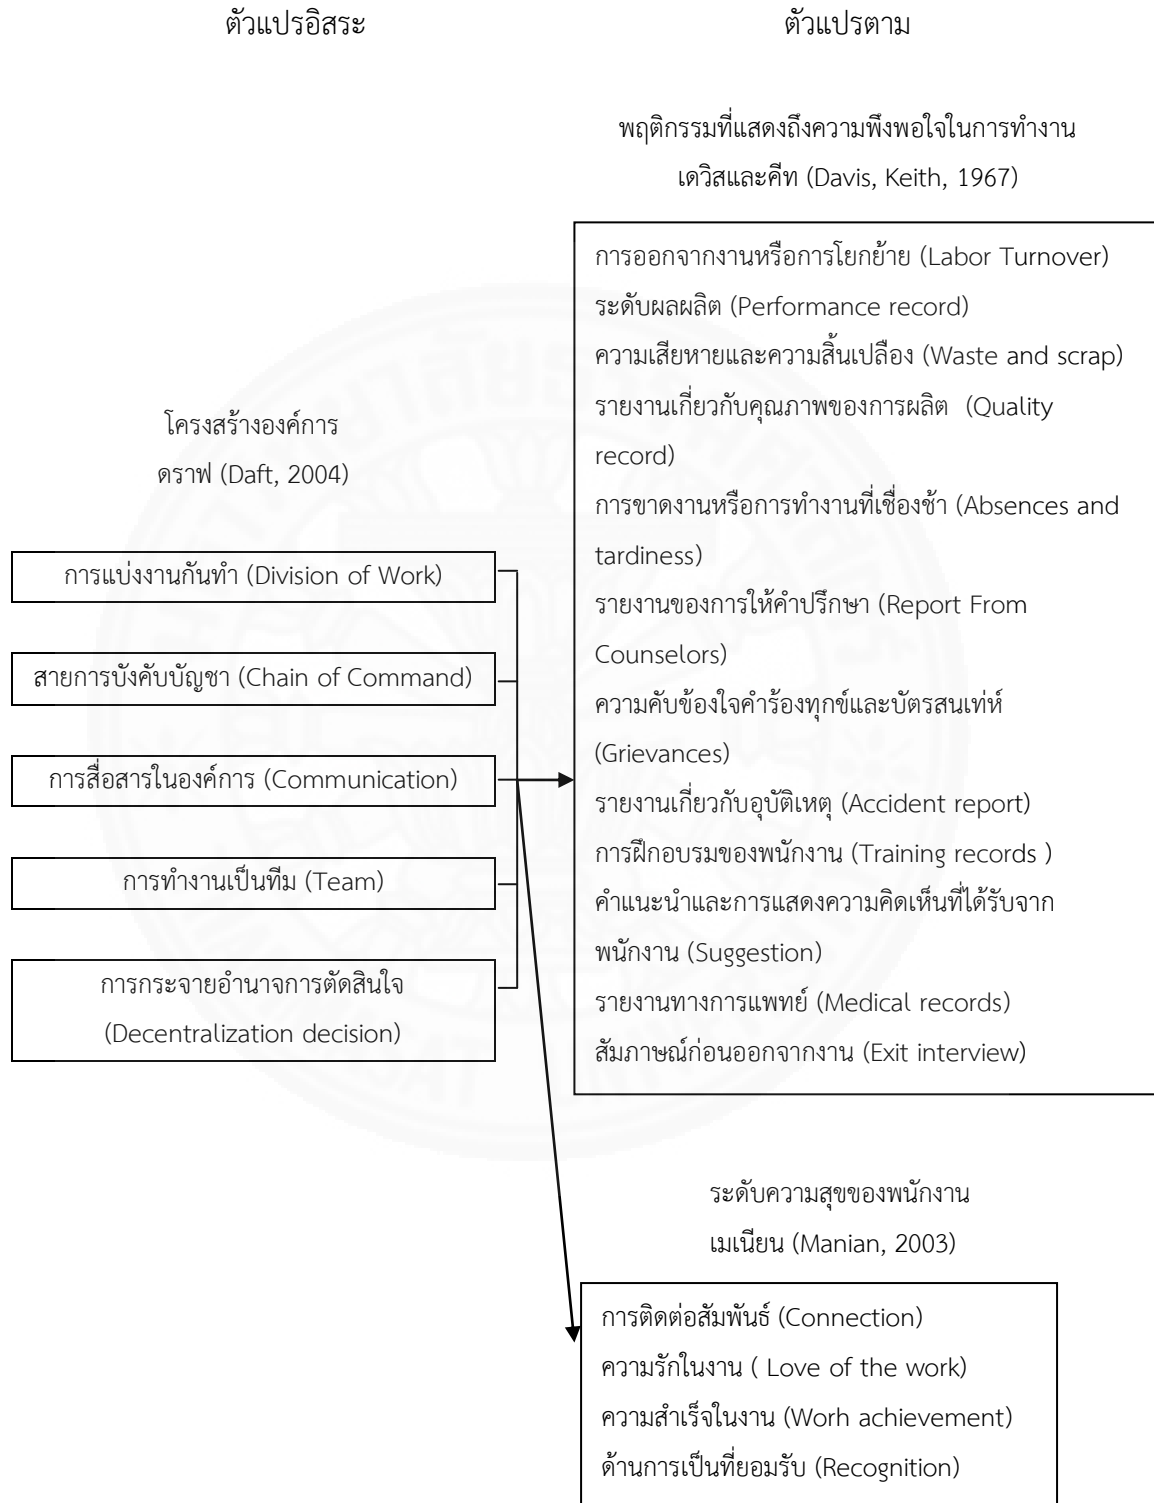 ตัวแปรอิสระ
ตัวแปรตาม
พฤติกรรมที่แสดงถึงความพึงพอใจในการทำงาน
เดวิสและคีท (Davis, Keith, 1967)
การออกจากงานหรือการโยกย้าย (Labor Turnover)
ระดับผลผลิต (Performance record)
ความเสียหายและความสิ้นเปลือง (Waste and scrap)
รายงานเกี่ยวกับคุณภาพของการผลิต (Quality
record)
การขาดงานหรือการทำงานที่เชื่องช้า (Absences and
tardiness)
รายงานของการให้คำปรึกษา (Report From
Counselors)
ความคับข้องใจคำร้องทุกข์และบัตรสนเท่ห์
(Grievances)
รายงานเกี่ยวกับอุบัติเหตุ (Accident report)
การฝึกอบรมของพนักงาน (Training records )
คำแนะนำและการแสดงความคิดเห็นที่ได้รับจาก
พนักงาน (Suggestion)
รายงานทางการแพทย์ (Medical records)
สัมภาษณ์ก่อนออกจากงาน (Exit interview)
โครงสร้างองค์การ
ดราฟ (Daft, 2004)
การแบ่งงานกันทำ (Division of Work)
สายการบังคับบัญชา (Chain of Command)
การสื่อสารในองค์การ (Communication)
การทำงานเป็นทีม (Team)
การกระจายอำนาจการตัดสินใจ
(Decentralization decision)
ระดับความสุขของพนักงาน
เมเนียน (Manian, 2003)
การติดต่อสัมพันธ์ (Connection)
ความรักในงาน ( Love of the work)
ความสำเร็จในงาน (Worh achievement)
ด้านการเป็นที่ยอมรับ (Recognition)